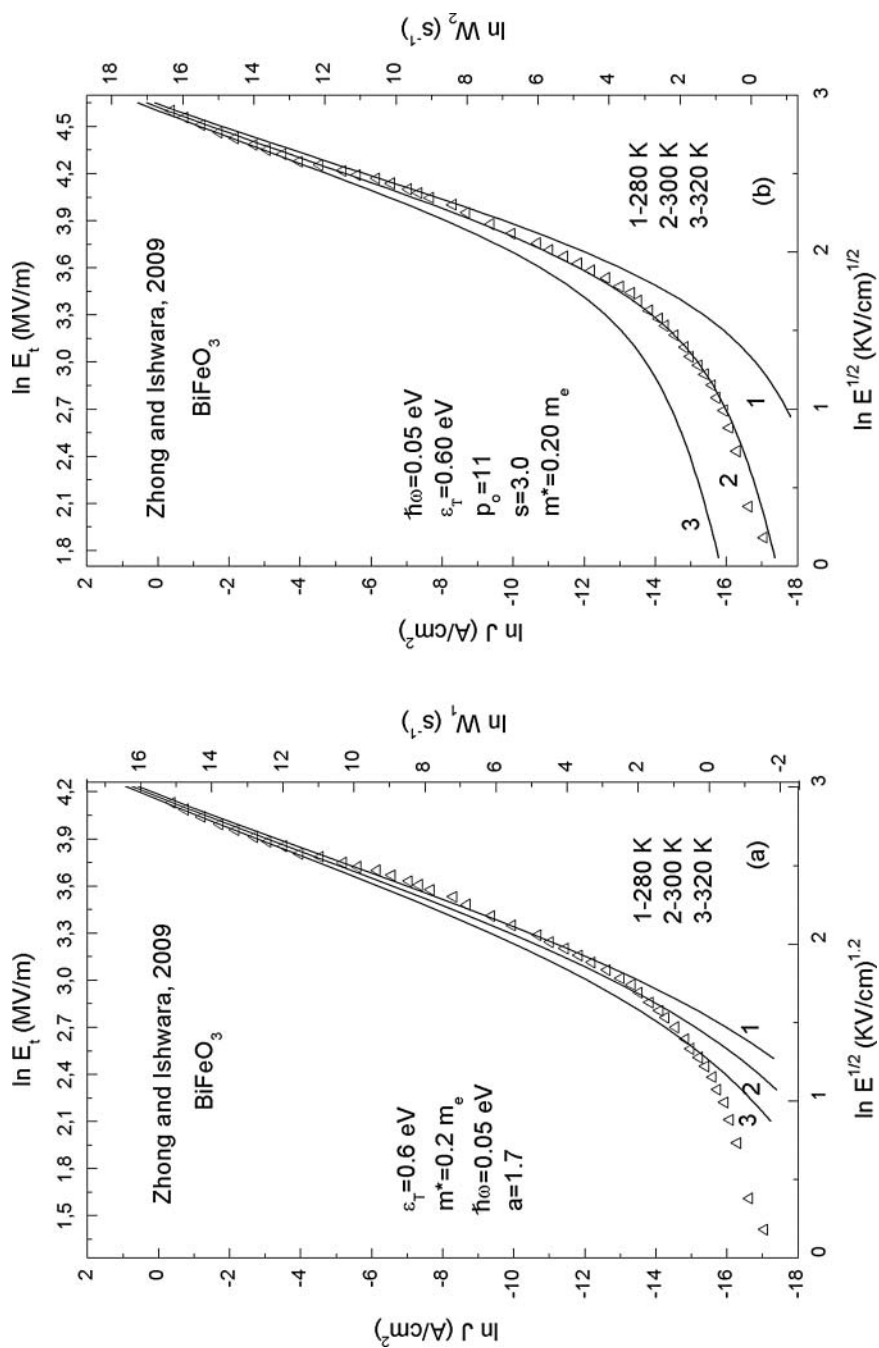 ln E_t (MV/m)
1,5 1,8 2,1 2,4 2,7 3,0 3,3 3,6 3,9 4,2
Zhong and Ishwara, 2009
BiFeO₃
ε_T=0.6 eV
m*=0.2 m_e
ħω=0.05 eV
a=1.7
1-280 K
2-300 K
3-320 K
(a)
3
2
1
ln J (A/cm²)
2
0
-2
-4
-6
-8
-10
-12
-14
-16
-18
ln W₁ (s⁻¹)
16
14
12
10
8
6
4
2
0
-2
0 1 2 3
ln E^1/2 (KV/cm)^1.2
ln E_t (MV/m)
1,8 2,1 2,4 2,7 3,0 3,3 3,6 3,9 4,2 4,5
Zhong and Ishwara, 2009
BiFeO₃
ħω=0.05 eV
ε_T=0.60 eV
p_o=11
s=3.0
m*=0.20 m_e
1-280 K
2-300 K
3-320 K
(b)
3
2
1
ln J (A/cm²)
2
0
-2
-4
-6
-8
-10
-12
-14
-16
-18
ln W₂ (s⁻¹)
18
16
14
12
10
8
6
4
2
0
0 1 2 3
ln E^1/2 (KV/cm)^1/2